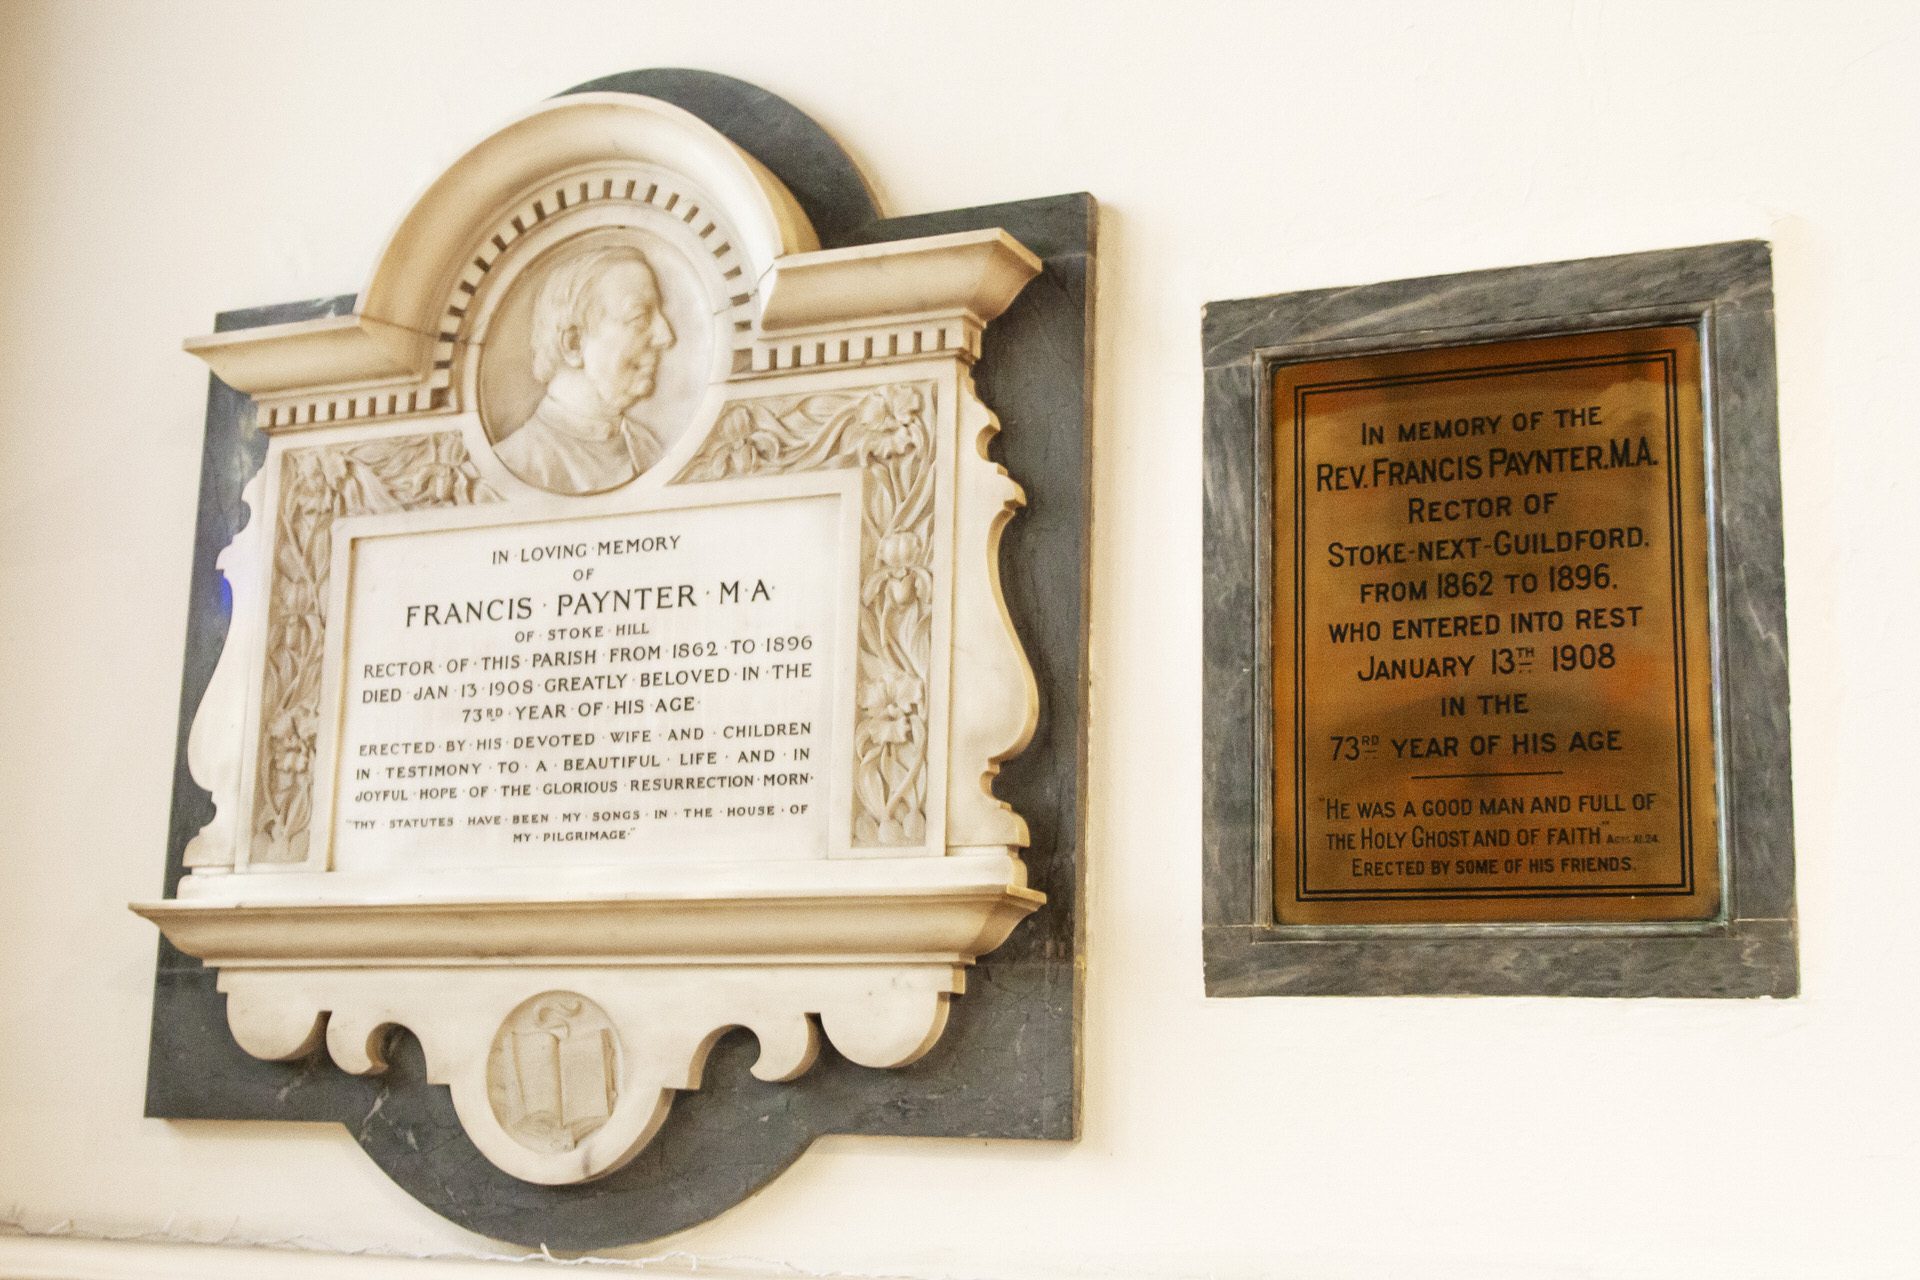 IN · LOVING · MEMORY
OF
FRANCIS · PAYNTER · M · A ·
OF · STOKE · HILL
RECTOR · OF · THIS · PARISH · FROM · 1862 · TO · 1896
DIED · JAN · 13 · 1908 · GREATLY · BELOVED · IN · THE
73RD · YEAR · OF · HIS · AGE ·
ERECTED · BY · HIS · DEVOTED · WIFE · AND · CHILDREN
IN · TESTIMONY · TO · A · BEAUTIFUL · LIFE · AND · IN
JOYFUL · HOPE · OF · THE · GLORIOUS · RESURRECTION · MORN ·
"THY · STATUTES · HAVE · BEEN · MY · SONGS · IN · THE · HOUSE · OF
MY · PILGRIMAGE ·"
IN MEMORY OF THE
REV. FRANCIS PAYNTER. M.A.
RECTOR OF
STOKE-NEXT-GUILDFORD.
FROM 1862 TO 1896.
WHO ENTERED INTO REST
JANUARY 13TH 1908
IN THE
73RD YEAR OF HIS AGE
"HE WAS A GOOD MAN AND FULL OF
THE HOLY GHOST AND OF FAITH" ACTS. XI. 24.
ERECTED BY SOME OF HIS FRIENDS.